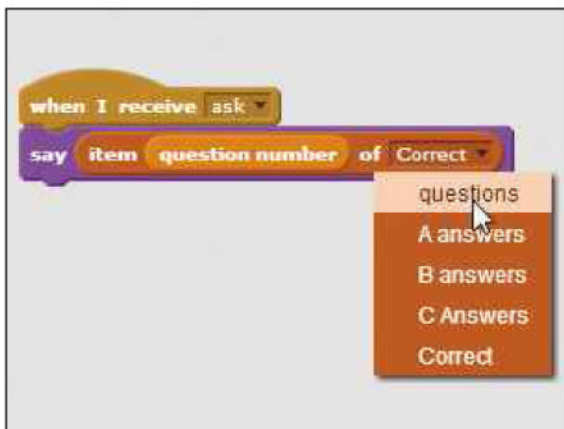 when I receive ask
say item question number of Correct
questions
A answers
B answers
C Answers
Correct